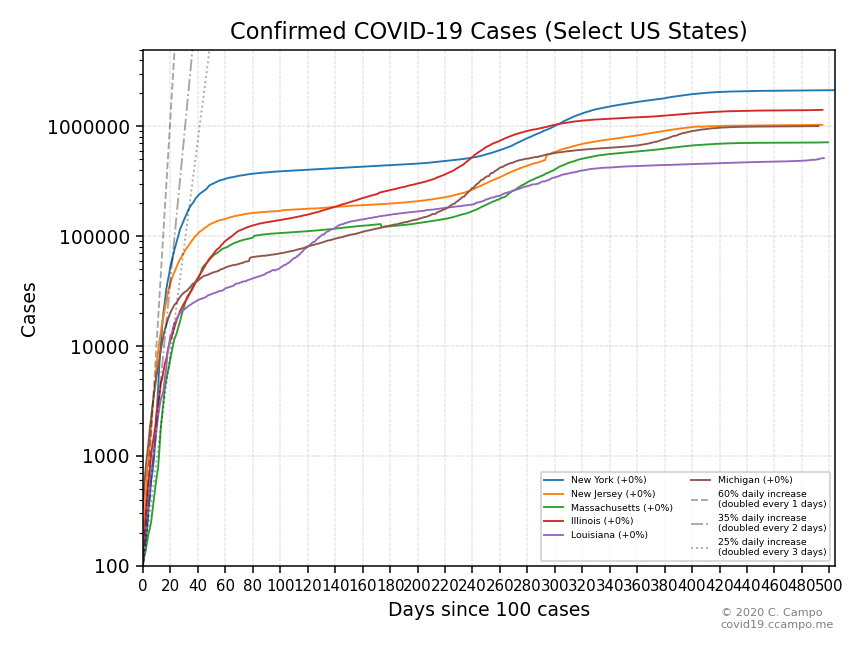 Confirmed COVID-19 Cases (Select US States)
1000000
100000
10000
1000
100
Cases
0 20 40 60 80 100 120 140 160 180 200 220 240 260 280 300 320 340 360 380 400 420 440 460 480 500
Days since 100 cases
New York (+0%)
New Jersey (+0%)
Massachusetts (+0%)
Illinois (+0%)
Louisiana (+0%)
Michigan (+0%)
60% daily increase
(doubled every 1 days)
35% daily increase
(doubled every 2 days)
25% daily increase
(doubled every 3 days)
© 2020 C. Campo
covid19.ccampo.me